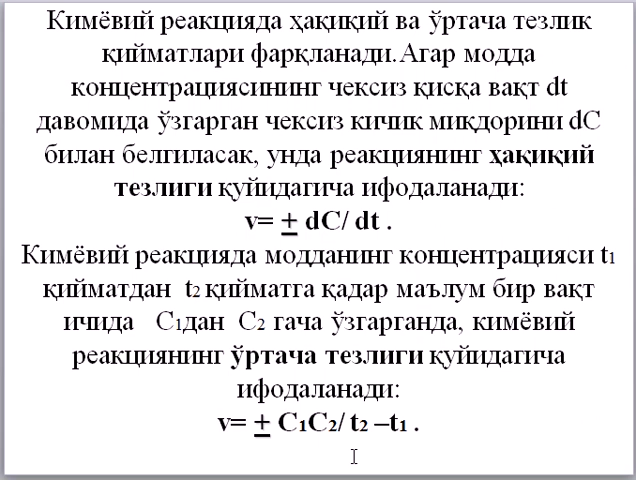 Кимёвий реакцияда ҳақиқий ва ўртача тезлик
қийматлари фарқланади.Агар модда
концентрациясининг чексиз қисқа вақт dt
давомида ўзгарган чексиз кичик миқдорини dC
билан белгиласак, унда реакциянинг ҳақиқий
тезлиги қуйидагича ифодаланади:
v= ± dC/ dt .
Кимёвий реакцияда модданинг концентрацияси t₁
қийматдан t₂ қийматга қадар маълум бир вақт
ичида C₁дан C₂ гача ўзгарганда, кимёвий
реакциянинг ўртача тезлиги қуйидагича
ифодаланади:
v= ± C₁C₂/ t₂ –t₁ .